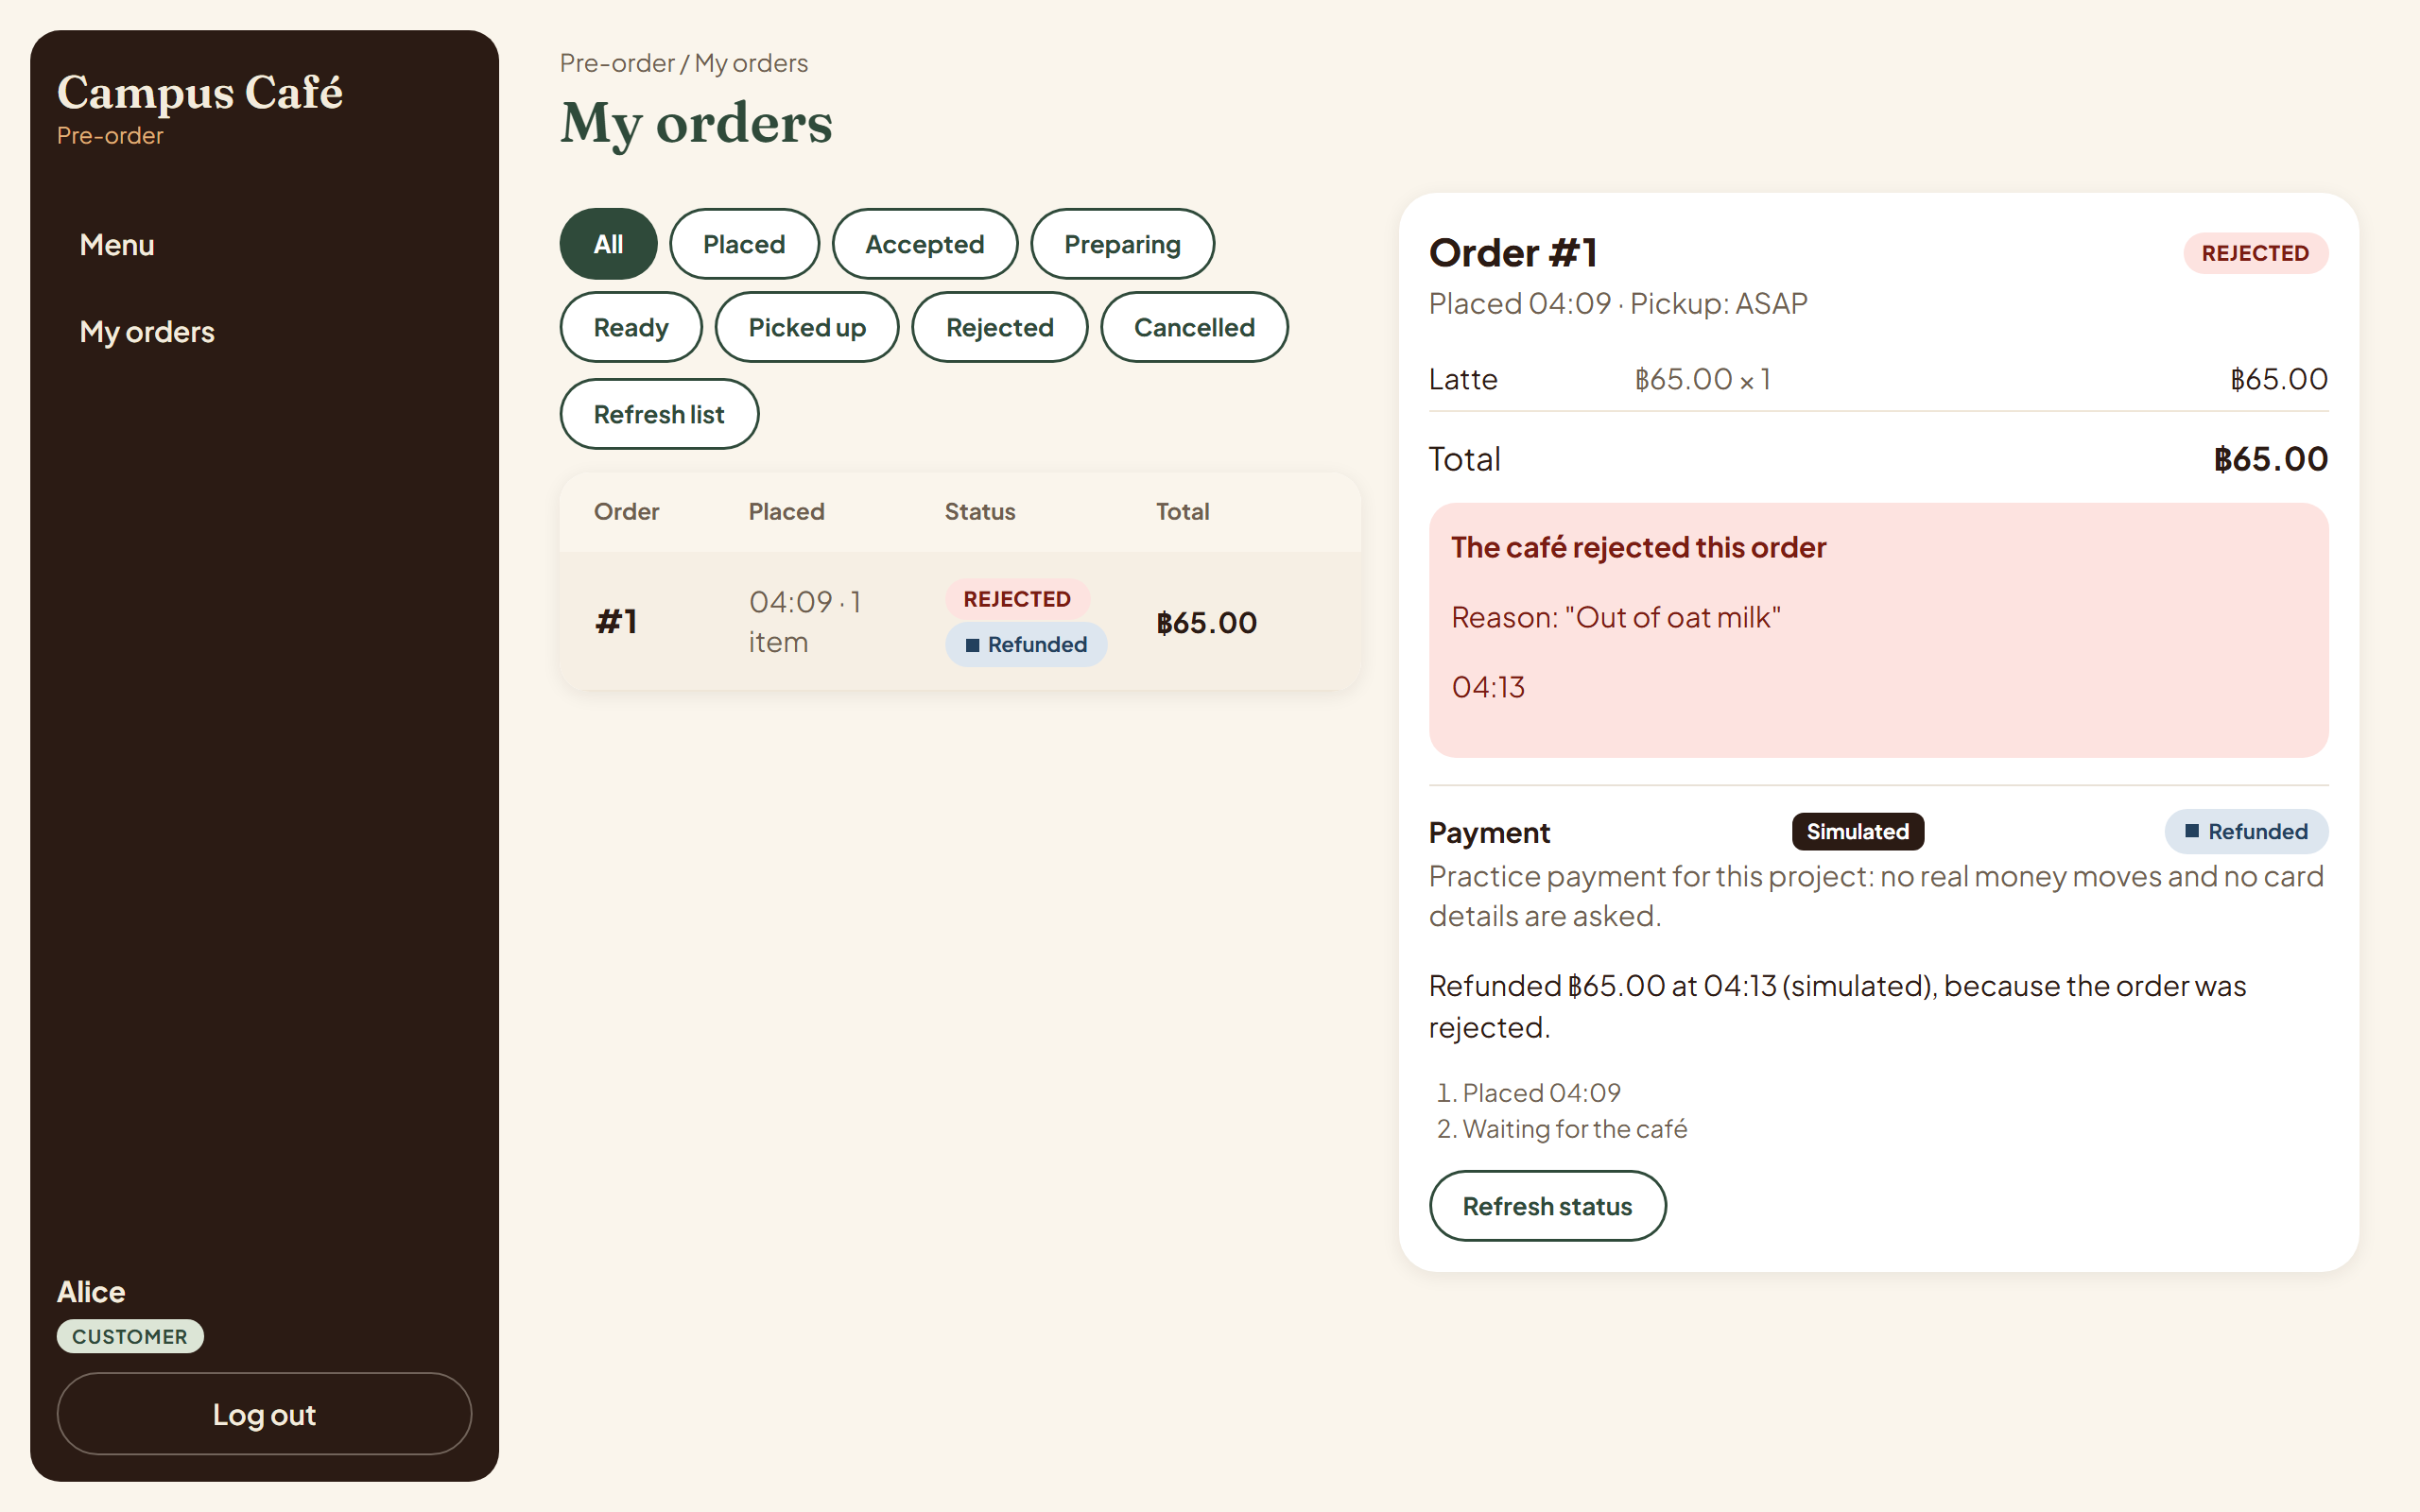 Campus Café
Pre-order
Menu
My orders
Alice
CUSTOMER
Log out
Pre-order / My orders
My orders
All
Placed
Accepted
Preparing
Ready
Picked up
Rejected
Cancelled
Refresh list
Order Placed Status Total
#1
04:09 · 1
item
REJECTED
Refunded
฿65.00
Order #1
REJECTED
Placed 04:09 · Pickup: ASAP
Latte ฿65.00 × 1 ฿65.00
Total ฿65.00
The café rejected this order
Reason: "Out of oat milk"
04:13
Payment Simulated Refunded
Practice payment for this project: no real money moves and no card
details are asked.
Refunded ฿65.00 at 04:13 (simulated), because the order was
rejected.
1. Placed 04:09
2. Waiting for the café
Refresh status